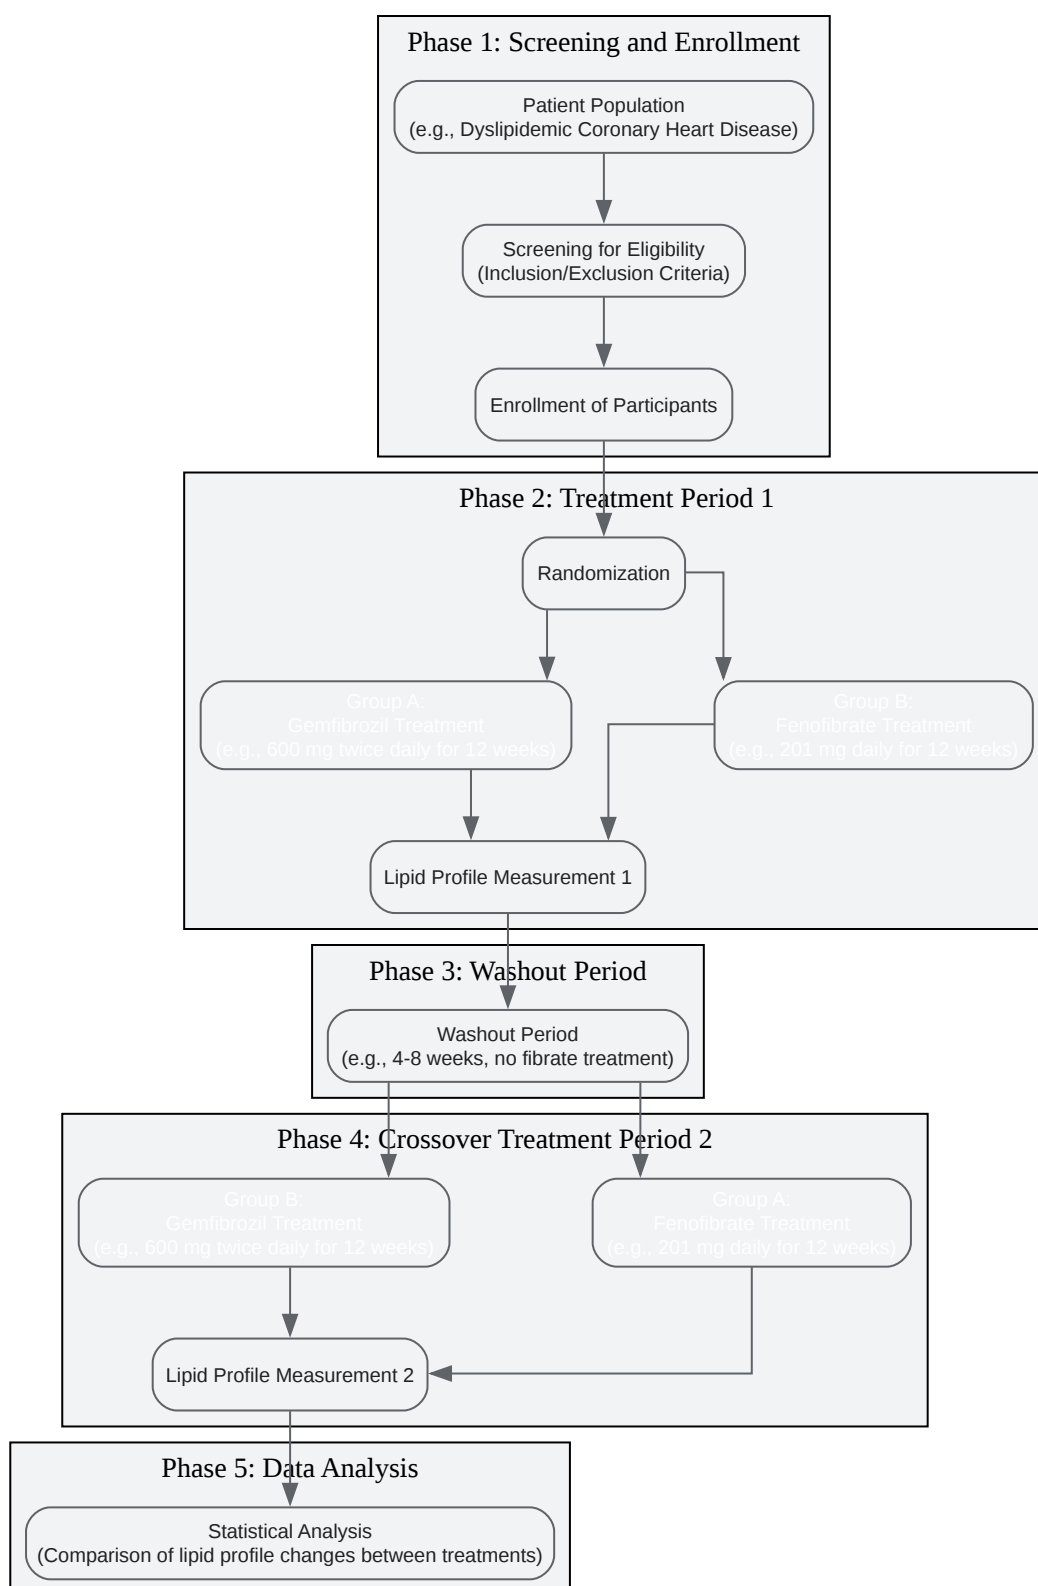 Phase 1: Screening and Enrollment
Patient Population
(e.g., Dyslipidemic Coronary Heart Disease)
Screening for Eligibility
(Inclusion/Exclusion Criteria)
Enrollment of Participants
Phase 2: Treatment Period 1
Randomization
Group A:
Gemfibrozil Treatment
(e.g., 600 mg twice daily for 12 weeks)
Group B:
Fenofibrate Treatment
(e.g., 201 mg daily for 12 weeks)
Lipid Profile Measurement 1
Phase 3: Washout Period
Washout Period
(e.g., 4-8 weeks, no fibrate treatment)
Phase 4: Crossover Treatment Period 2
Group B:
Gemfibrozil Treatment
(e.g., 600 mg twice daily for 12 weeks)
Group A:
Fenofibrate Treatment
(e.g., 201 mg daily for 12 weeks)
Lipid Profile Measurement 2
Phase 5: Data Analysis
Statistical Analysis
(Comparison of lipid profile changes between treatments)